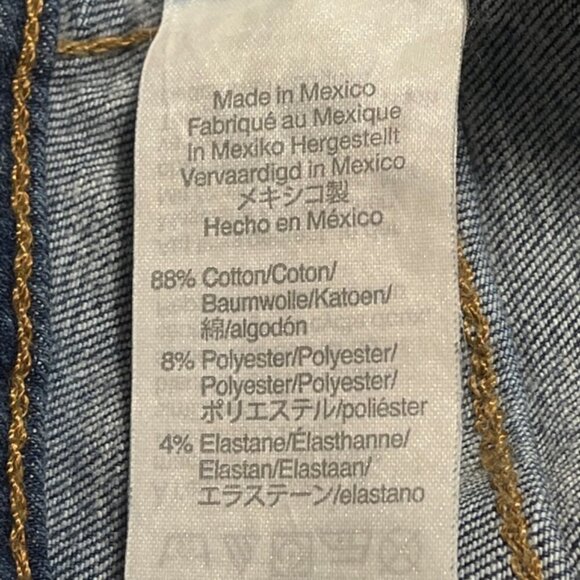 Made in Mexico
Fabriqué au Mexique
In Mexiko Hergestellt
Vervaardigd in Mexico
メキシコ製
Hecho en México
88% Cotton/Coton/
Baumwolle/Katoen/
綿/algodón
8% Polyester/Polyester/
Polyester/Polyester/
ポリエステル/poliéster
4% Elastane/Élasthanne/
Elastan/Elastaan/
エラステーン/elastano